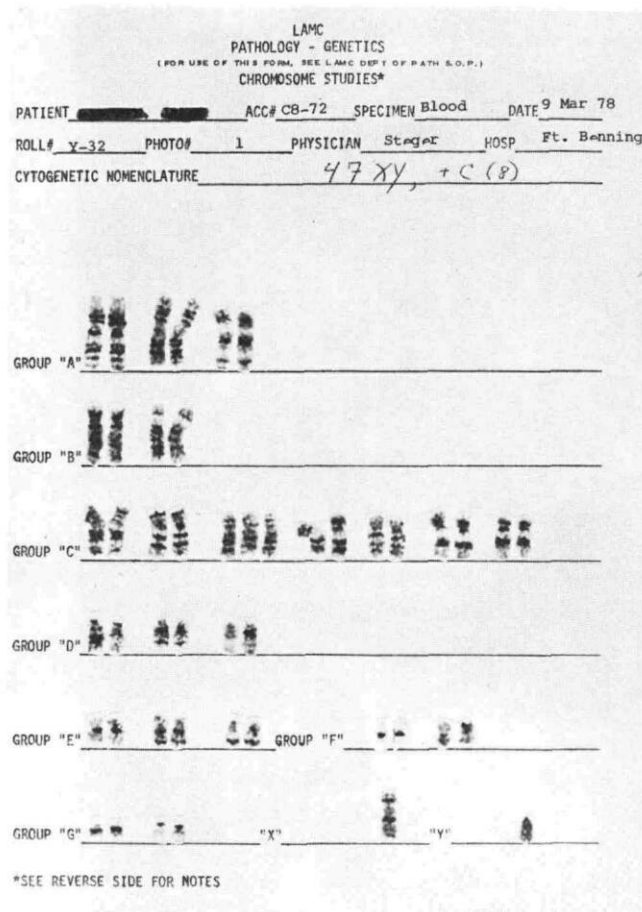 LAMC
PATHOLOGY - GENETICS
(FOR USE OF THIS FORM, SEE LAMC DEPT OF PATH S.O.P.)
CHROMOSOME STUDIES*
PATIENT ACC# C8-72 SPECIMEN Blood DATE 9 Mar 78
ROLL# Y-32 PHOTO# 1 PHYSICIAN Steger HOSP Ft. Benning
CYTOGENETIC NOMENCLATURE 47 XY, + C (8)
GROUP "A"
GROUP "B"
GROUP "C"
GROUP "D"
GROUP "E" GROUP "F"
GROUP "G" "X" "Y"
*SEE REVERSE SIDE FOR NOTES